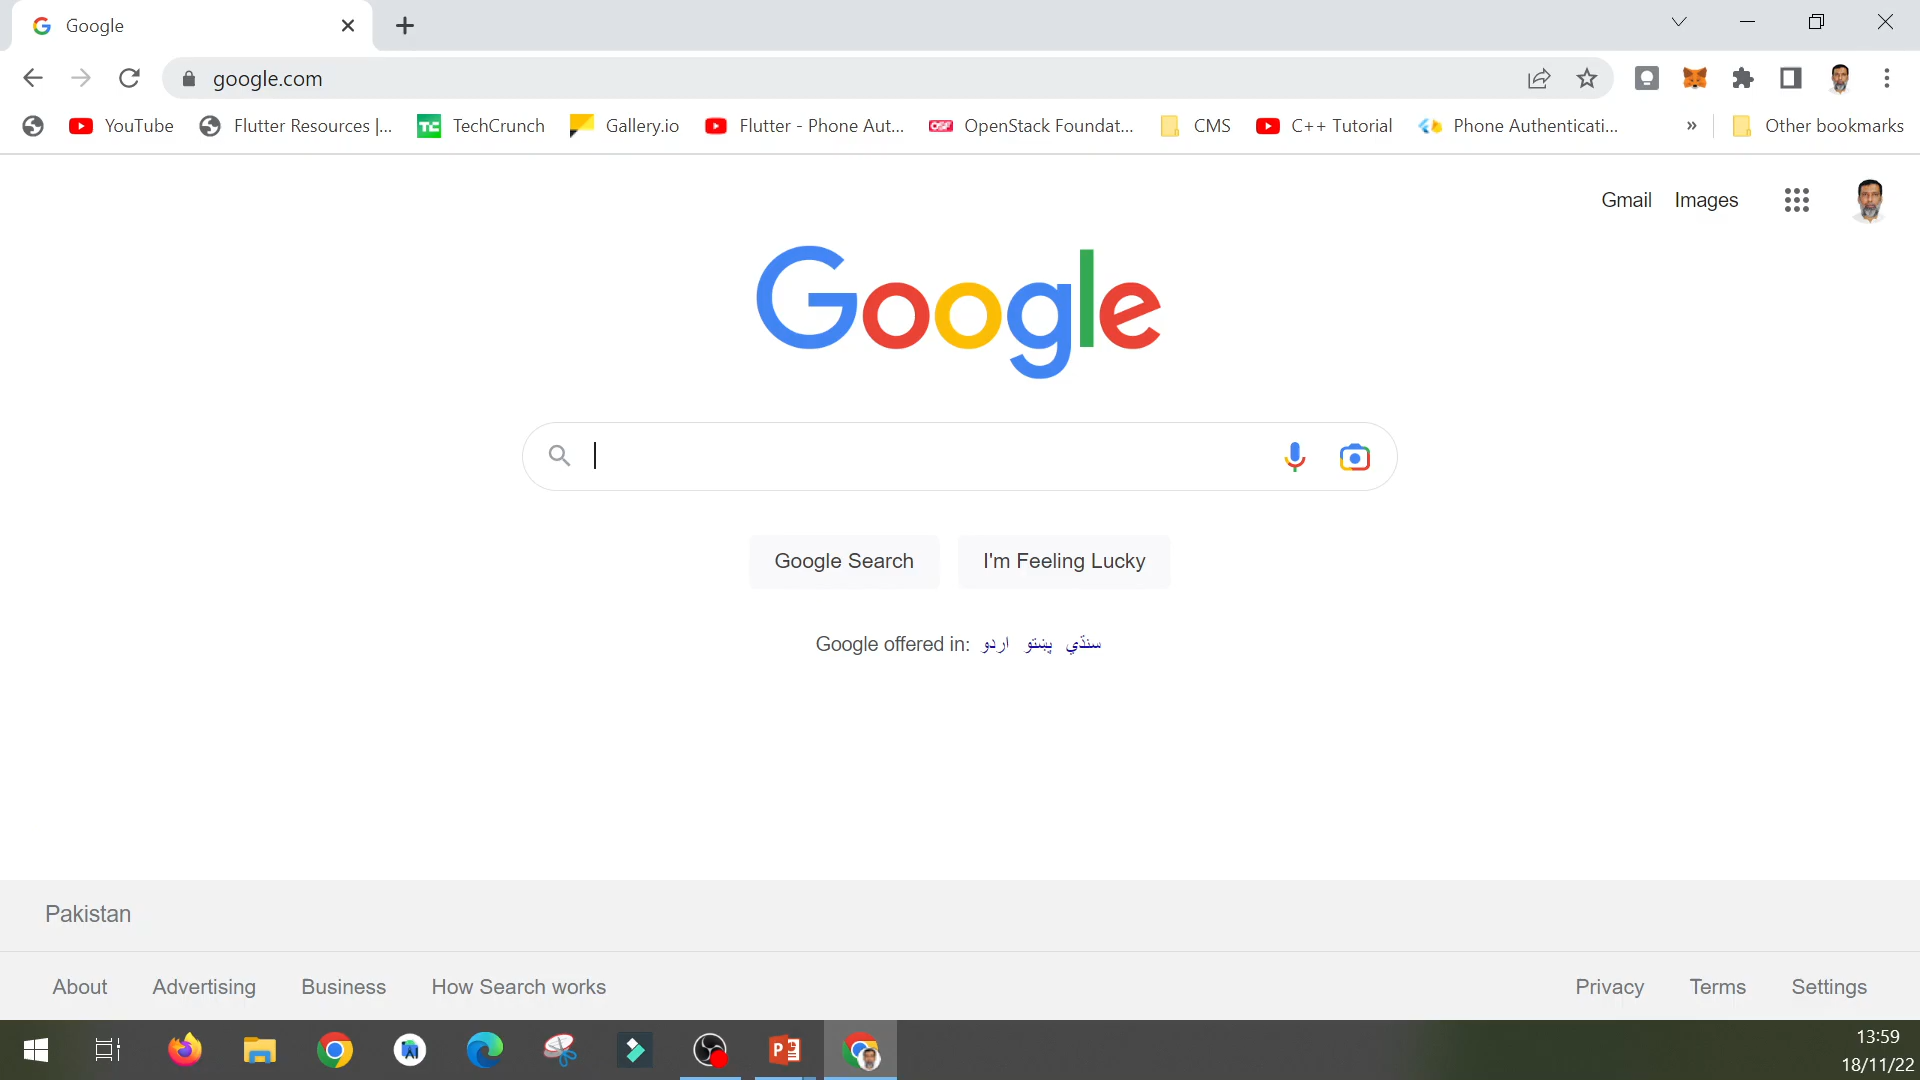 Google
google.com
YouTube
Flutter Resources |...
TC TechCrunch
Gallery.io
Flutter - Phone Aut...
OSF OpenStack Foundat...
CMS
C++ Tutorial
Phone Authenticati...
»
Other bookmarks
Gmail Images
Google
Google Search I'm Feeling Lucky
Google offered in: اردو پښتو سنڌي
Pakistan
About Advertising Business How Search works Privacy Terms Settings
13:59
18/11/22